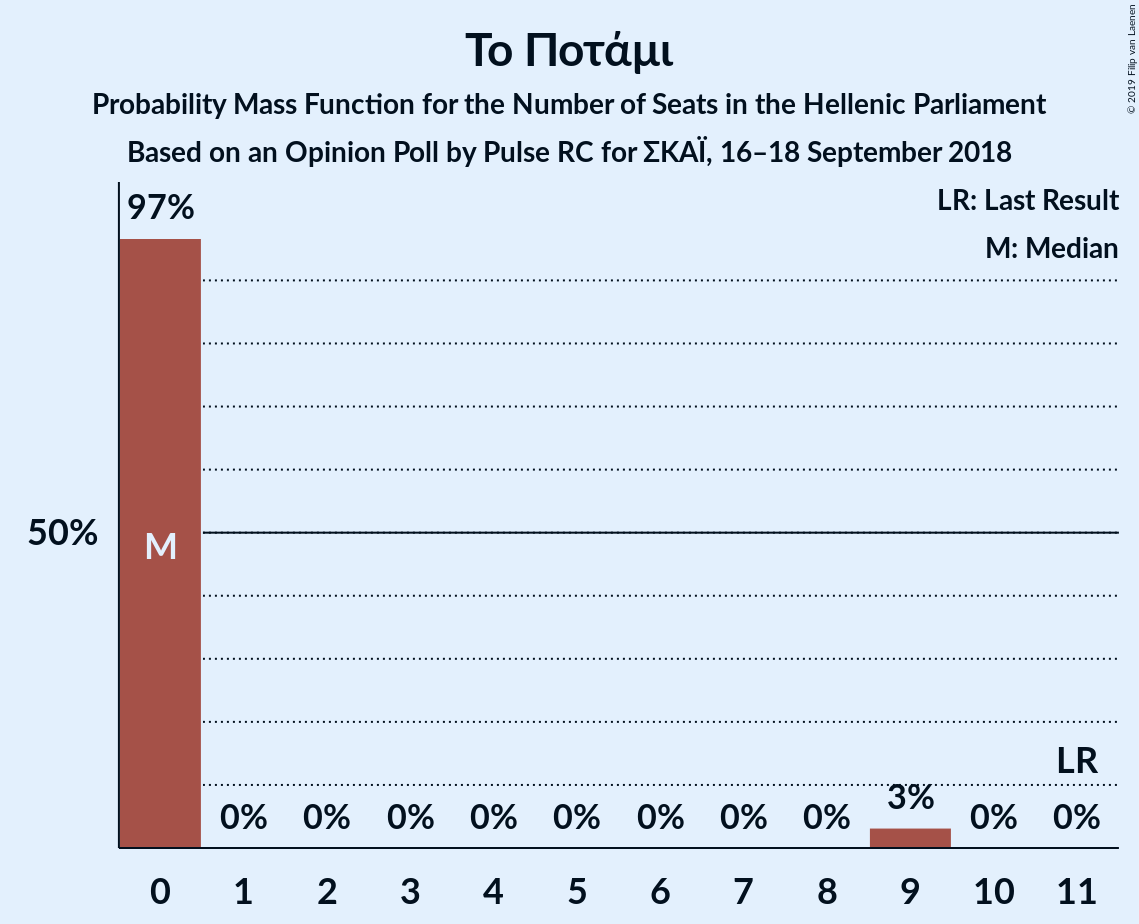 Το Ποτάμι
Probability Mass Function for the Number of Seats in the Hellenic Parliament
Based on an Opinion Poll by Pulse RC for ΣΚΑΪ, 16–18 September 2018
© 2019 Filip van Laenen
LR: Last Result
M: Median
97%
50%
M
LR
0% 0% 0% 0% 0% 0% 0% 0% 3% 0% 0%
0 1 2 3 4 5 6 7 8 9 10 11